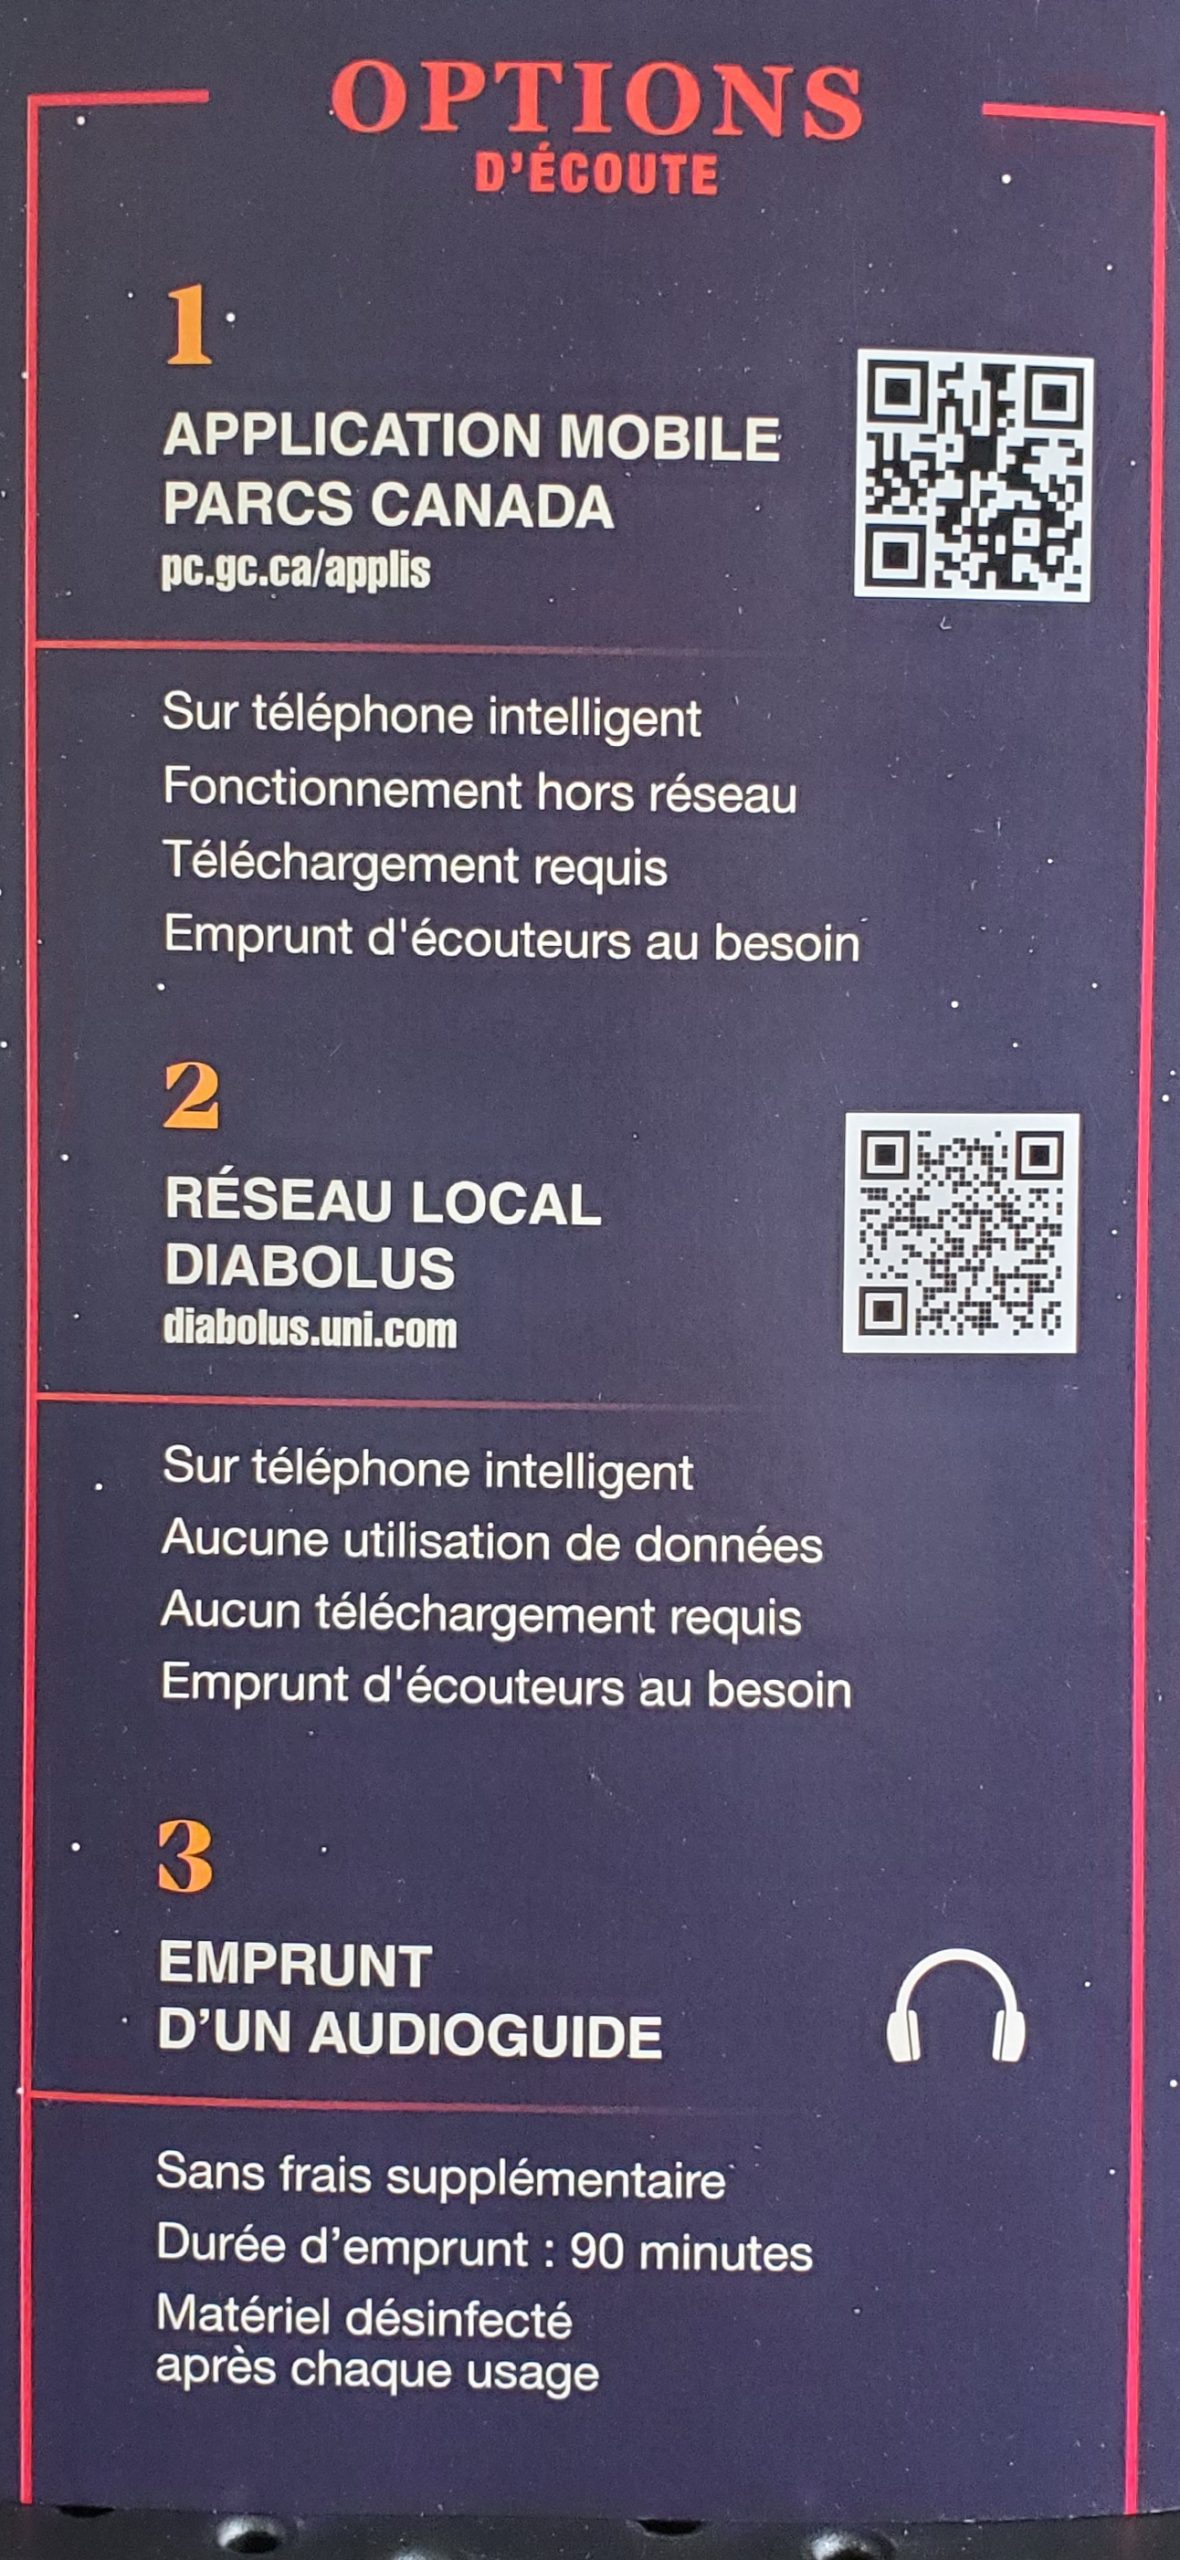 OPTIONS
D'ÉCOUTE
1
APPLICATION MOBILE
PARCS CANADA
pc.gc.ca/applis
Sur téléphone intelligent
Fonctionnement hors réseau
Téléchargement requis
Emprunt d'écouteurs au besoin
2
RÉSEAU LOCAL
DIABOLUS
diabolus.uni.com
Sur téléphone intelligent
Aucune utilisation de données
Aucun téléchargement requis
Emprunt d'écouteurs au besoin
3
EMPRUNT
D’UN AUDIOGUIDE
Sans frais supplémentaire
Durée d’emprunt : 90 minutes
Matériel désinfecté
après chaque usage